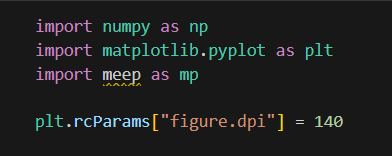 import numpy as np
import matplotlib.pyplot as plt
import meep as mp
plt.rcParams["figure.dpi"] = 140